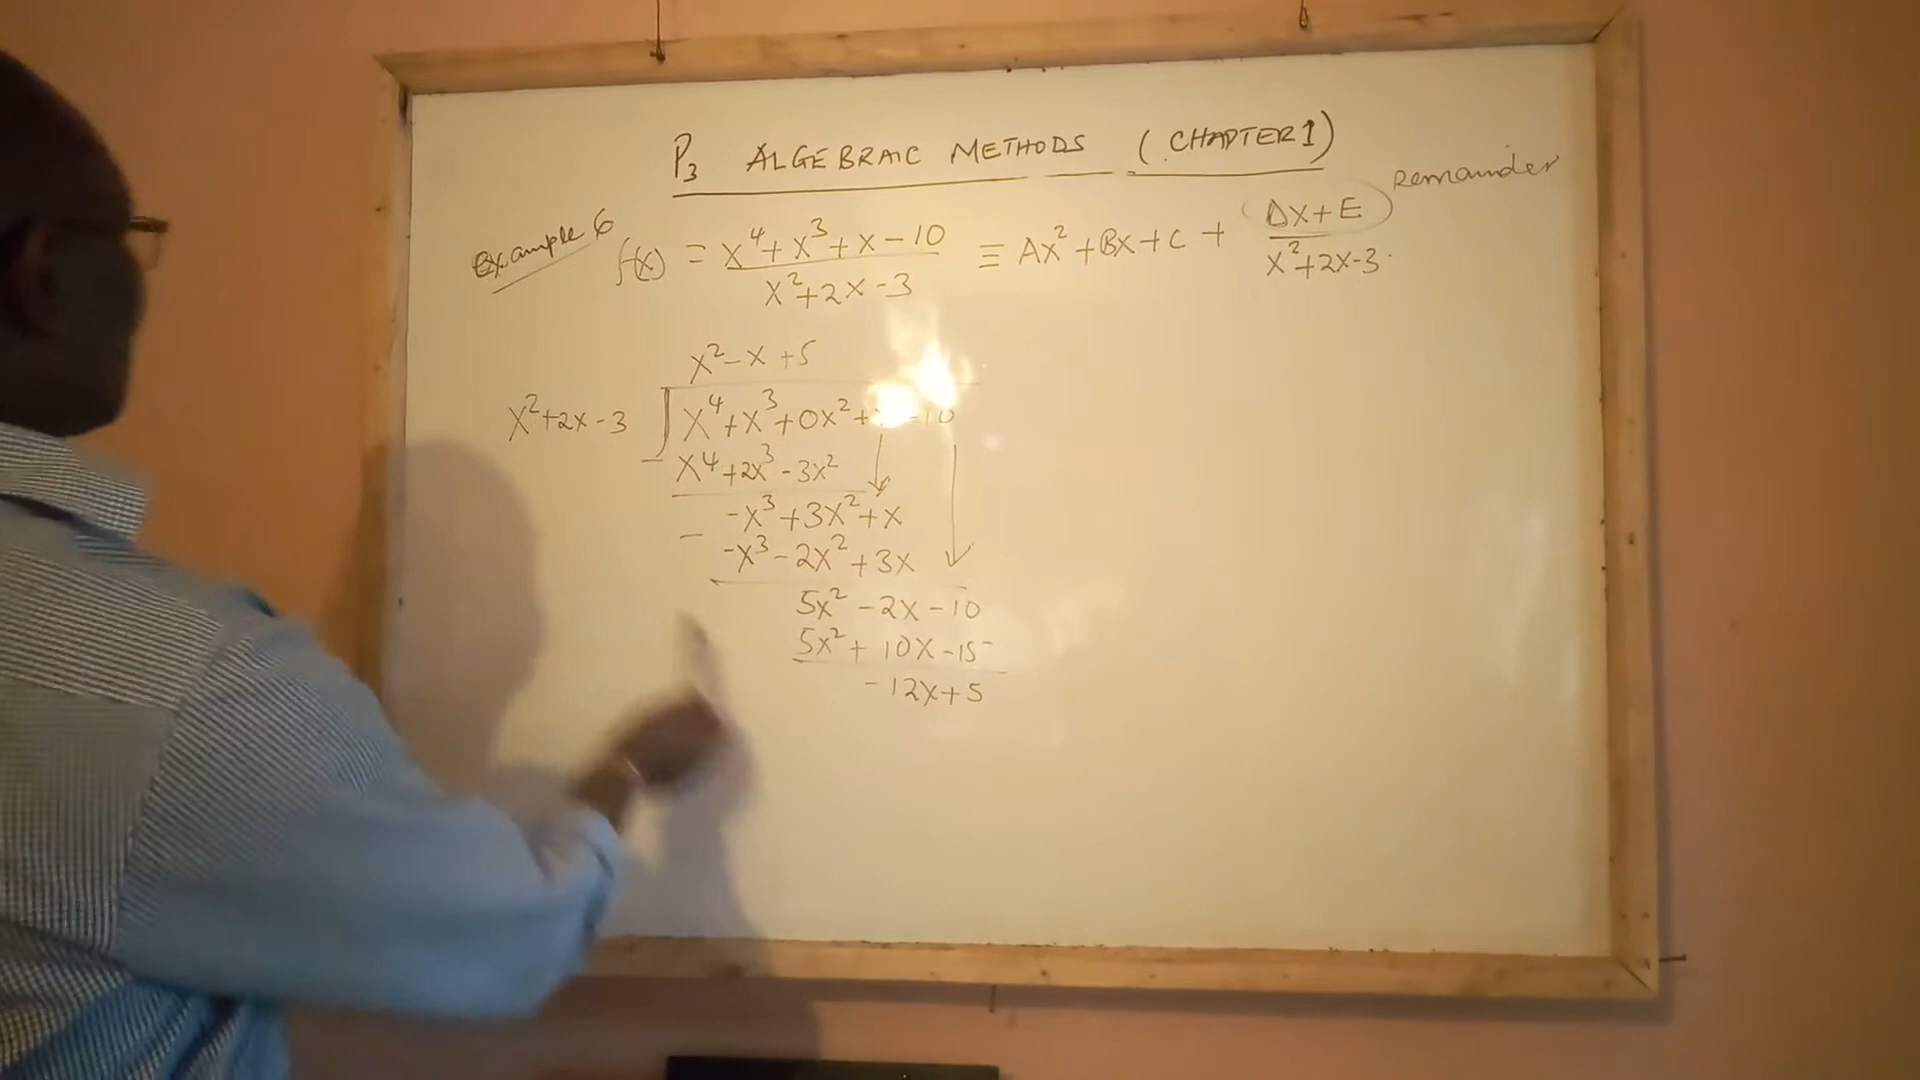 P₃ ALGEBRAIC METHODS (CHAPTER 1)
Example 6
f(x) = x⁴+x³+x-10 / x²+2x-3 ≡ Ax²+Bx+C + Dx+E / x²+2x-3
Remainder
x²-x+5
x²+2x-3 x⁴+x³+0x²+ -10
- x⁴+2x³-3x²
-x³+3x²+x
- -x³-2x²+3x
5x²-2x-10
5x²+10x-15
-12x+5